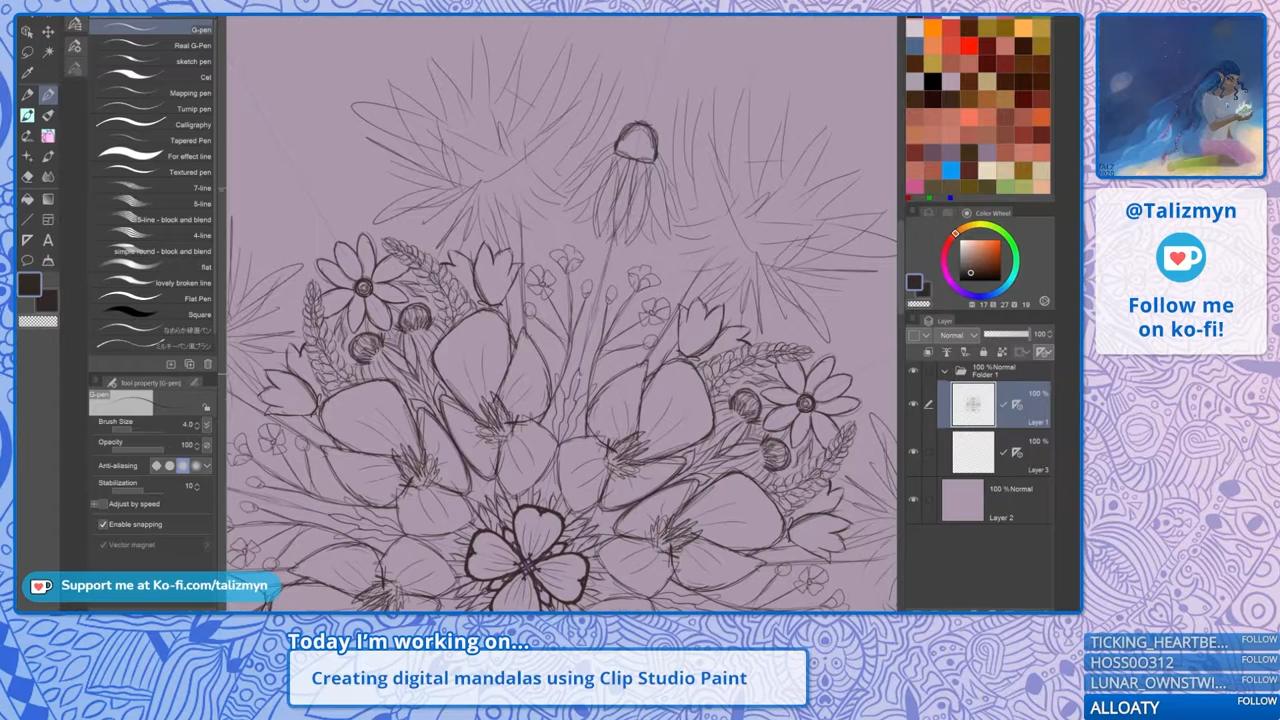 G-pen
Real G-Pen
sketch pen
Cel
Mapping pen
Turnip pen
Calligraphy
Tapered Pen
For effect line
Textured pen
7-line
5-line
5-line - block and blend
4-line
simple round - block and blend
flat
lovely broken line
Flat Pen
Square
Tool property [G-pen]
G-pen
Brush Size 4.0
Opacity 100
Anti-aliasing
Stabilization 10
Adjust by speed
Enable snapping
Vector magnet
Color Wheel
17 27 19
Layer
Normal 100
100 %Normal
Folder 1
100 %
Layer 1
100 %
Layer 3
100 %Normal
Layer 2
@Talizmyn
Follow me
on ko-fi!
Support me at Ko-fi.com/talizmyn
Today I'm working on...
Creating digital mandalas using Clip Studio Paint
TICKING_HEARTBE... FOLLOW
HOSS0O312 FOLLOW
LUNAR_OWNSTWI... FOLLOW
ALLOATY FOLLOW